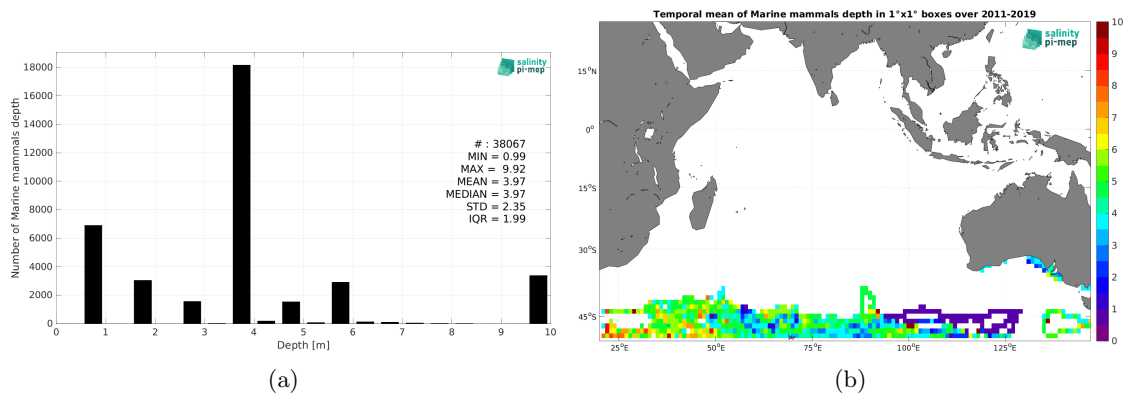 salinity
pi-mep
18000
16000
14000
12000
10000
8000
6000
4000
2000
0
Number of Marine mammals depth
# : 38067
MIN = 0.99
MAX = 9.92
MEAN = 3.97
MEDIAN = 3.97
STD = 2.35
IQR = 1.99
0 1 2 3 4 5 6 7 8 9 10
Depth [m]
(a)
Temporal mean of Marine mammals depth in 1°x1° boxes over 2011-2019
salinity
pi-mep
15°N
0°
15°S
30°S
45°S
25°E 50°E 75°E 100°E 125°E
10
9
8
7
6
5
4
3
2
1
0
(b)